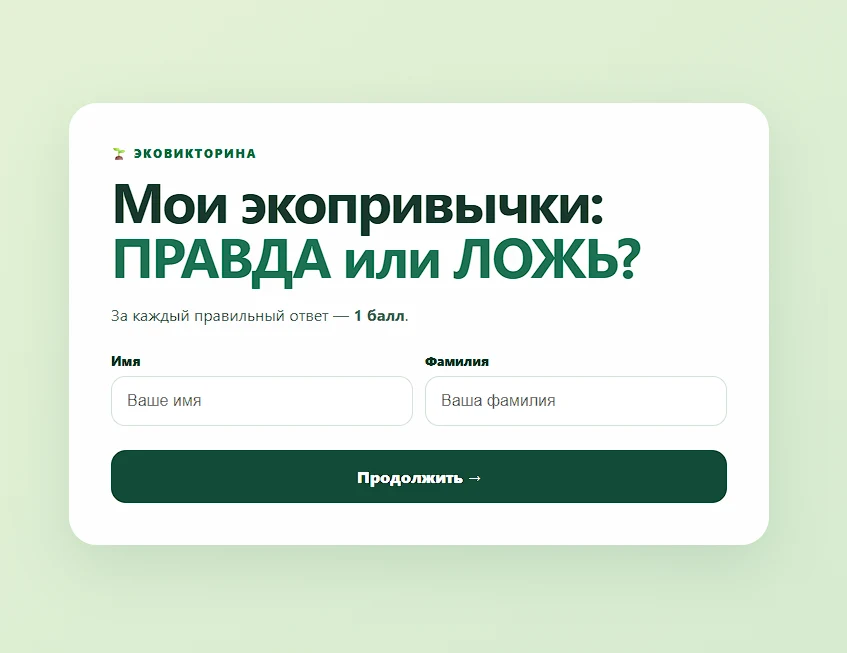 🌱 ЭКОВИКТОРИНА
Мои экопривычки:
ПРАВДА или ЛОЖЬ?
За каждый правильный ответ — 1 балл.
Имя
Фамилия
Ваше имя
Ваша фамилия
Продолжить →